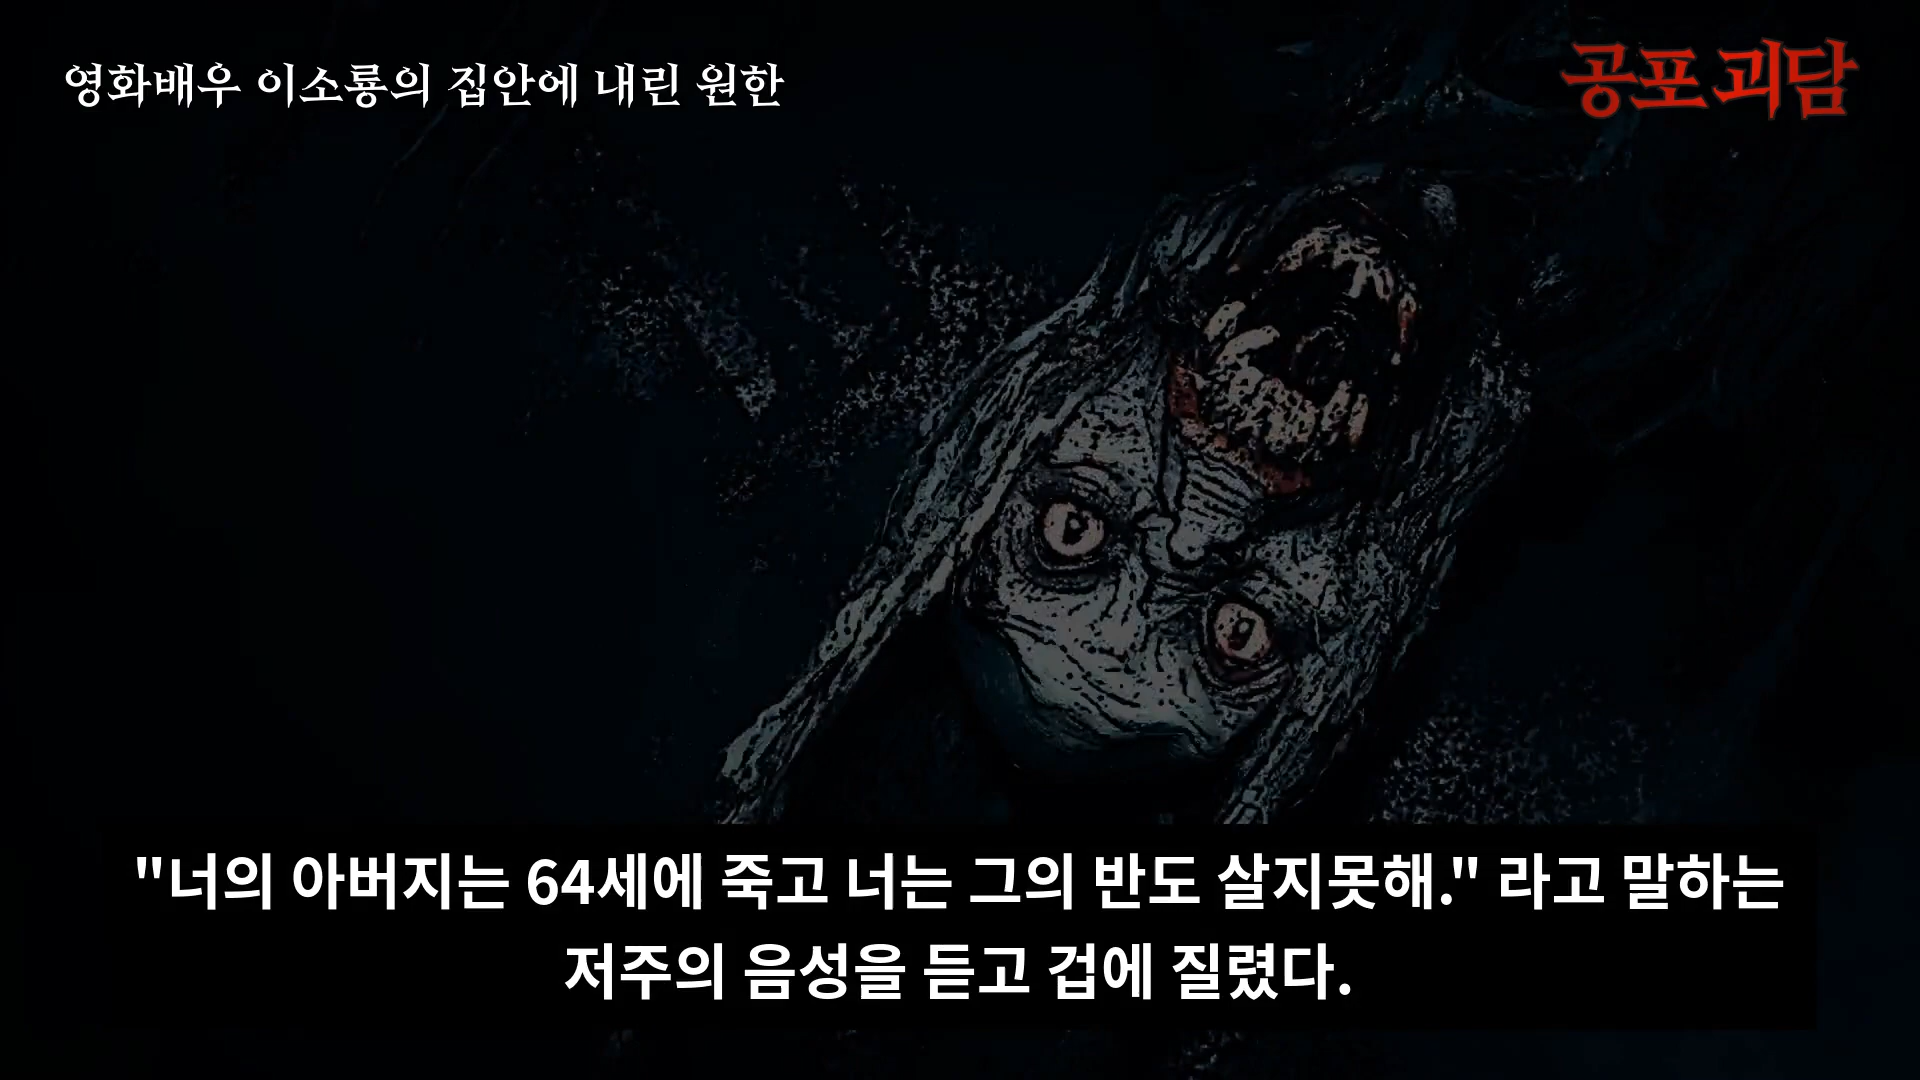 영화배우 이소룡의 집안에 내린 원한
공포 괴담
"너의 아버지는 64세에 죽고 너는 그의 반도 살지못해." 라고 말하는
저주의 음성을 듣고 겁에 질렸다.